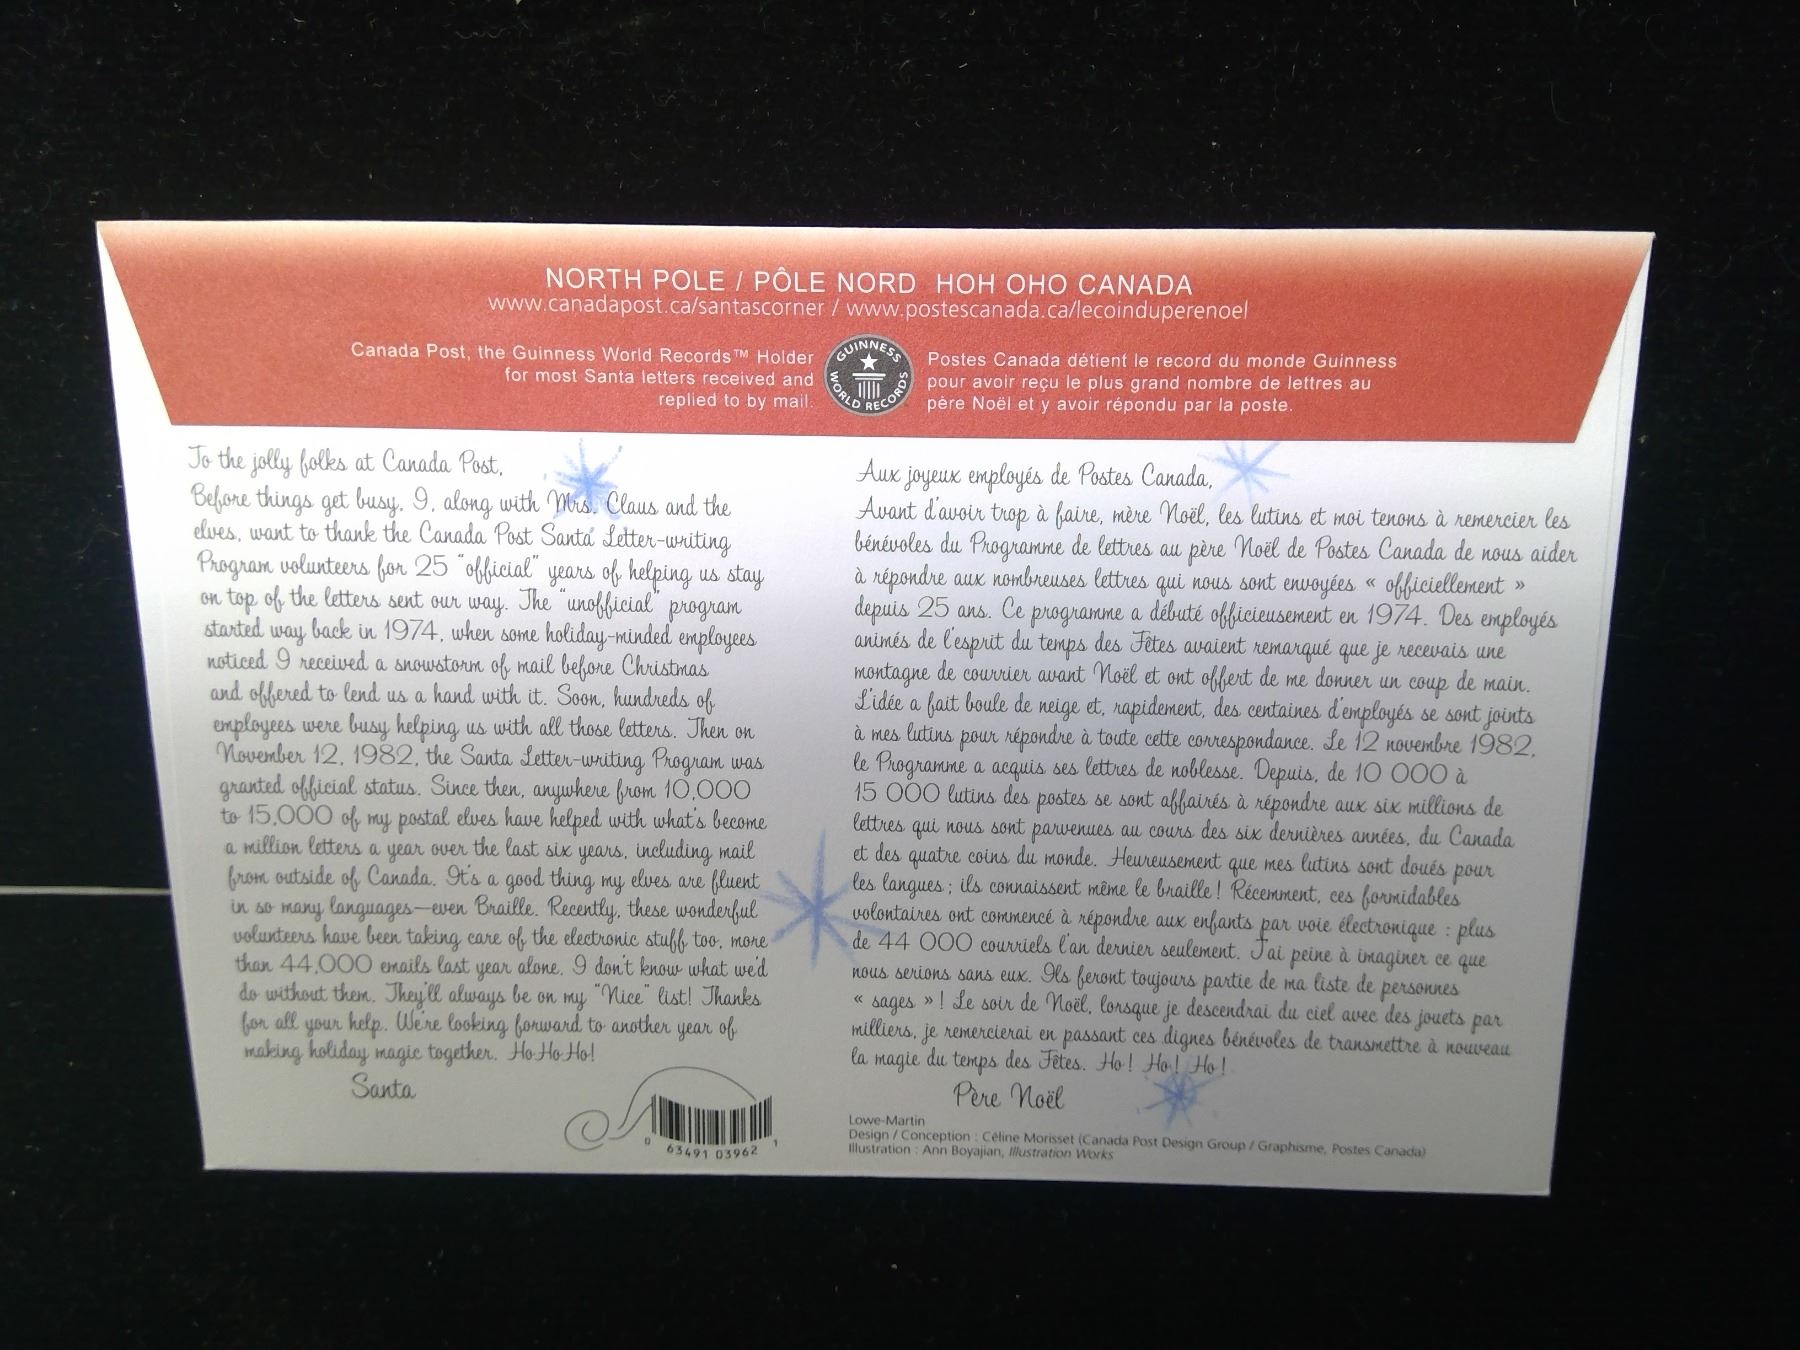 NORTH POLE / PÔLE NORD HOH OHO CANADA
www.canadapost.ca/santascorner / www.postescanada.ca/lecoinduperenoel
Canada Post, the Guinness World Records™ Holder
for most Santa letters received and
replied to by mail.
GUINNESS
WORLD RECORDS
Postes Canada détient le record du monde Guinness
pour avoir reçu le plus grand nombre de lettres au
père Noël et y avoir répondu par la poste.
To the jolly folks at Canada Post,
Before things get busy, I, along with Mrs. Claus and the
elves, want to thank the Canada Post Santa Letter-writing
Program volunteers for 25 "official" years of helping us stay
on top of the letters sent our way. The "unofficial" program
started way back in 1974, when some holiday-minded employees
noticed I received a snowstorm of mail before Christmas
and offered to lend us a hand with it. Soon, hundreds of
employees were busy helping us with all those letters. Then on
November 12, 1982, the Santa Letter-writing Program was
granted official status. Since then, anywhere from 10,000
to 15,000 of my postal elves have helped with what's become
a million letters a year over the last six years, including mail
from outside of Canada. It's a good thing my elves are fluent
in so many languages—even Braille. Recently, these wonderful
volunteers have been taking care of the electronic stuff too, more
than 44,000 emails last year alone. I don't know what we'd
do without them. They'll always be on my "Nice" list! Thanks
for all your help. We're looking forward to another year of
making holiday magic together. Ho Ho Ho!
Santa
0 63491 03962 1
Aux joyeux employés de Postes Canada,
Avant d'avoir trop à faire, mère Noël, les lutins et moi tenons à remercier les
bénévoles du Programme de lettres au père Noël de Postes Canada de nous aider
à répondre aux nombreuses lettres qui nous sont envoyées « officiellement »
depuis 25 ans. Ce programme a débuté officieusement en 1974. Des employés
animés de l'esprit du temps des Fêtes avaient remarqué que je recevais une
montagne de courrier avant Noël et ont offert de me donner un coup de main.
L'idée a fait boule de neige et, rapidement, des centaines d'employés se sont joints
à mes lutins pour répondre à toute cette correspondance. Le 12 novembre 1982,
le Programme a acquis ses lettres de noblesse. Depuis, de 10 000 à
15 000 lutins des postes se sont affairés à répondre aux six millions de
lettres qui nous sont parvenues au cours des six dernières années, du Canada
et des quatre coins du monde. Heureusement que mes lutins sont doués pour
les langues ; ils connaissent même le braille ! Récemment, ces formidables
volontaires ont commencé à répondre aux enfants par voie électronique : plus
de 44 000 courriels l'an dernier seulement. J'ai peine à imaginer ce que
nous serions sans eux. Ils feront toujours partie de ma liste de personnes
« sages » ! Le soir de Noël, lorsque je descendrai du ciel avec des jouets par
milliers, je remercierai en passant ces dignes bénévoles de transmettre à nouveau
la magie du temps des Fêtes. Ho ! Ho ! Ho !
Père Noël
Lowe-Martin
Design / Conception : Céline Morisset (Canada Post Design Group / Graphisme, Postes Canada)
Illustration : Ann Boyajian, Illustration Works